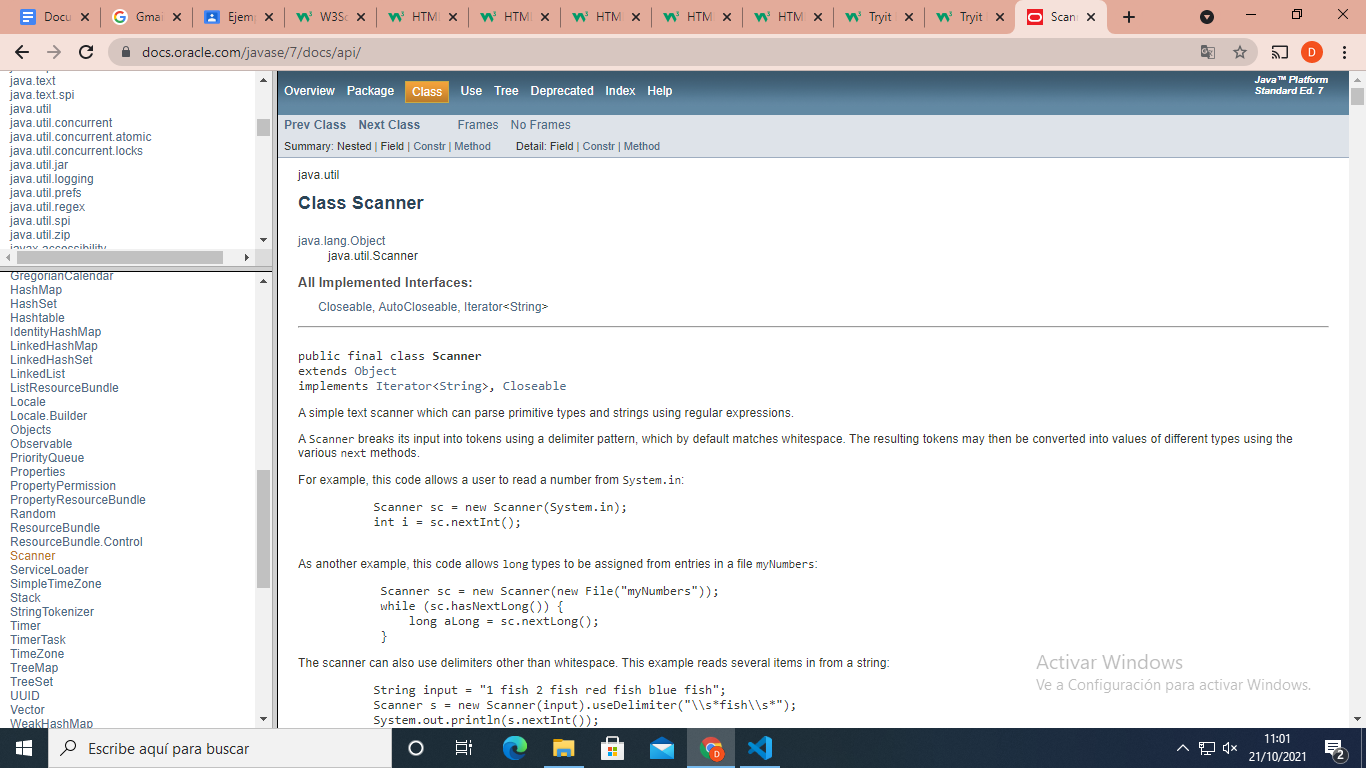 Docu
Gmai
Ejemp
W3Sc
HTML
HTML
HTML
HTML
HTML
Tryit
Tryit
Scann
docs.oracle.com/javase/7/docs/api/
D
java.text
java.text.spi
java.util
java.util.concurrent
java.util.concurrent.atomic
java.util.concurrent.locks
java.util.jar
java.util.logging
java.util.prefs
java.util.regex
java.util.spi
java.util.zip
javax.accessibility
GregorianCalendar
HashMap
HashSet
Hashtable
IdentityHashMap
LinkedHashMap
LinkedHashSet
LinkedList
ListResourceBundle
Locale
Locale.Builder
Objects
Observable
PriorityQueue
Properties
PropertyPermission
PropertyResourceBundle
Random
ResourceBundle
ResourceBundle.Control
Scanner
ServiceLoader
SimpleTimeZone
Stack
StringTokenizer
Timer
TimerTask
TimeZone
TreeMap
TreeSet
UUID
Vector
WeakHashMap
Overview Package Class Use Tree Deprecated Index Help
Java™ Platform
Standard Ed. 7
Prev Class Next Class Frames No Frames
Summary: Nested | Field | Constr | Method Detail: Field | Constr | Method
java.util
Class Scanner
java.lang.Object
java.util.Scanner
All Implemented Interfaces:
Closeable, AutoCloseable, Iterator<String>
public final class Scanner
extends Object
implements Iterator<String>, Closeable
A simple text scanner which can parse primitive types and strings using regular expressions.
A Scanner breaks its input into tokens using a delimiter pattern, which by default matches whitespace. The resulting tokens may then be converted into values of different types using the
various next methods.
For example, this code allows a user to read a number from System.in:
Scanner sc = new Scanner(System.in);
int i = sc.nextInt();
As another example, this code allows long types to be assigned from entries in a file myNumbers:
Scanner sc = new Scanner(new File("myNumbers"));
while (sc.hasNextLong()) {
long aLong = sc.nextLong();
}
The scanner can also use delimiters other than whitespace. This example reads several items in from a string:
String input = "1 fish 2 fish red fish blue fish";
Scanner s = new Scanner(input).useDelimiter("\\s*fish\\s*");
System.out.println(s.nextInt());
Activar Windows
Ve a Configuración para activar Windows.
Escribe aquí para buscar
D
11:01
21/10/2021
2